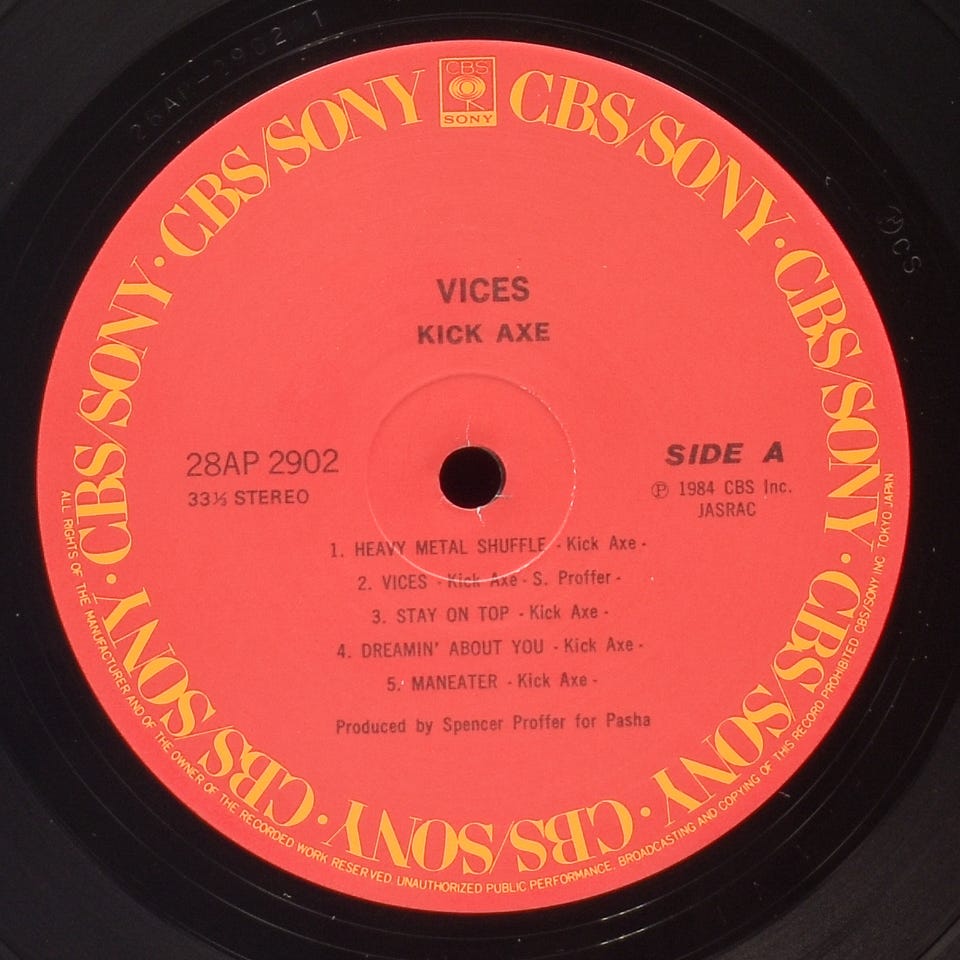 CBS
SONY
CBS/SONY · CBS/SONY · CBS/SONY · CBS/SONY · CBS/SONY · CBS/SONY · CBS/SONY · CBS/SONY
VICES
KICK AXE
28AP 2902
33⅓ STEREO
SIDE A
Ⓟ 1984 CBS Inc.
JASRAC
1. HEAVY METAL SHUFFLE - Kick Axe -
2. VICES - Kick Axe - S. Proffer -
3. STAY ON TOP - Kick Axe -
4. DREAMIN' ABOUT YOU - Kick Axe -
5. MANEATER - Kick Axe -
Produced by Spencer Proffer for Pasha
ALL RIGHTS OF THE MANUFACTURER AND OF THE OWNER OF THE RECORDED WORK RESERVED UNAUTHORIZED PUBLIC PERFORMANCE. BROADCASTING AND COPYING OF THIS RECORD PROHIBITED CBS/SONY INC TOKYO JAPAN
CS